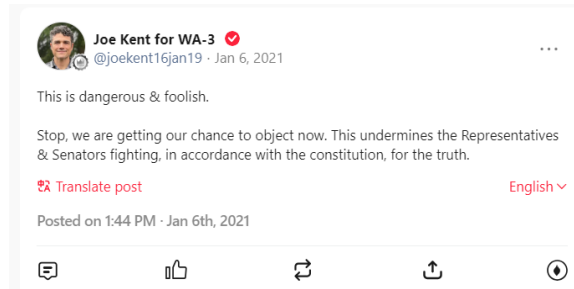 Joe Kent for WA-3
@joekent16jan19 · Jan 6, 2021
This is dangerous & foolish.
Stop, we are getting our chance to object now. This undermines the Representatives
& Senators fighting, in accordance with the constitution, for the truth.
Translate post
English
Posted on 1:44 PM · Jan 6th, 2021